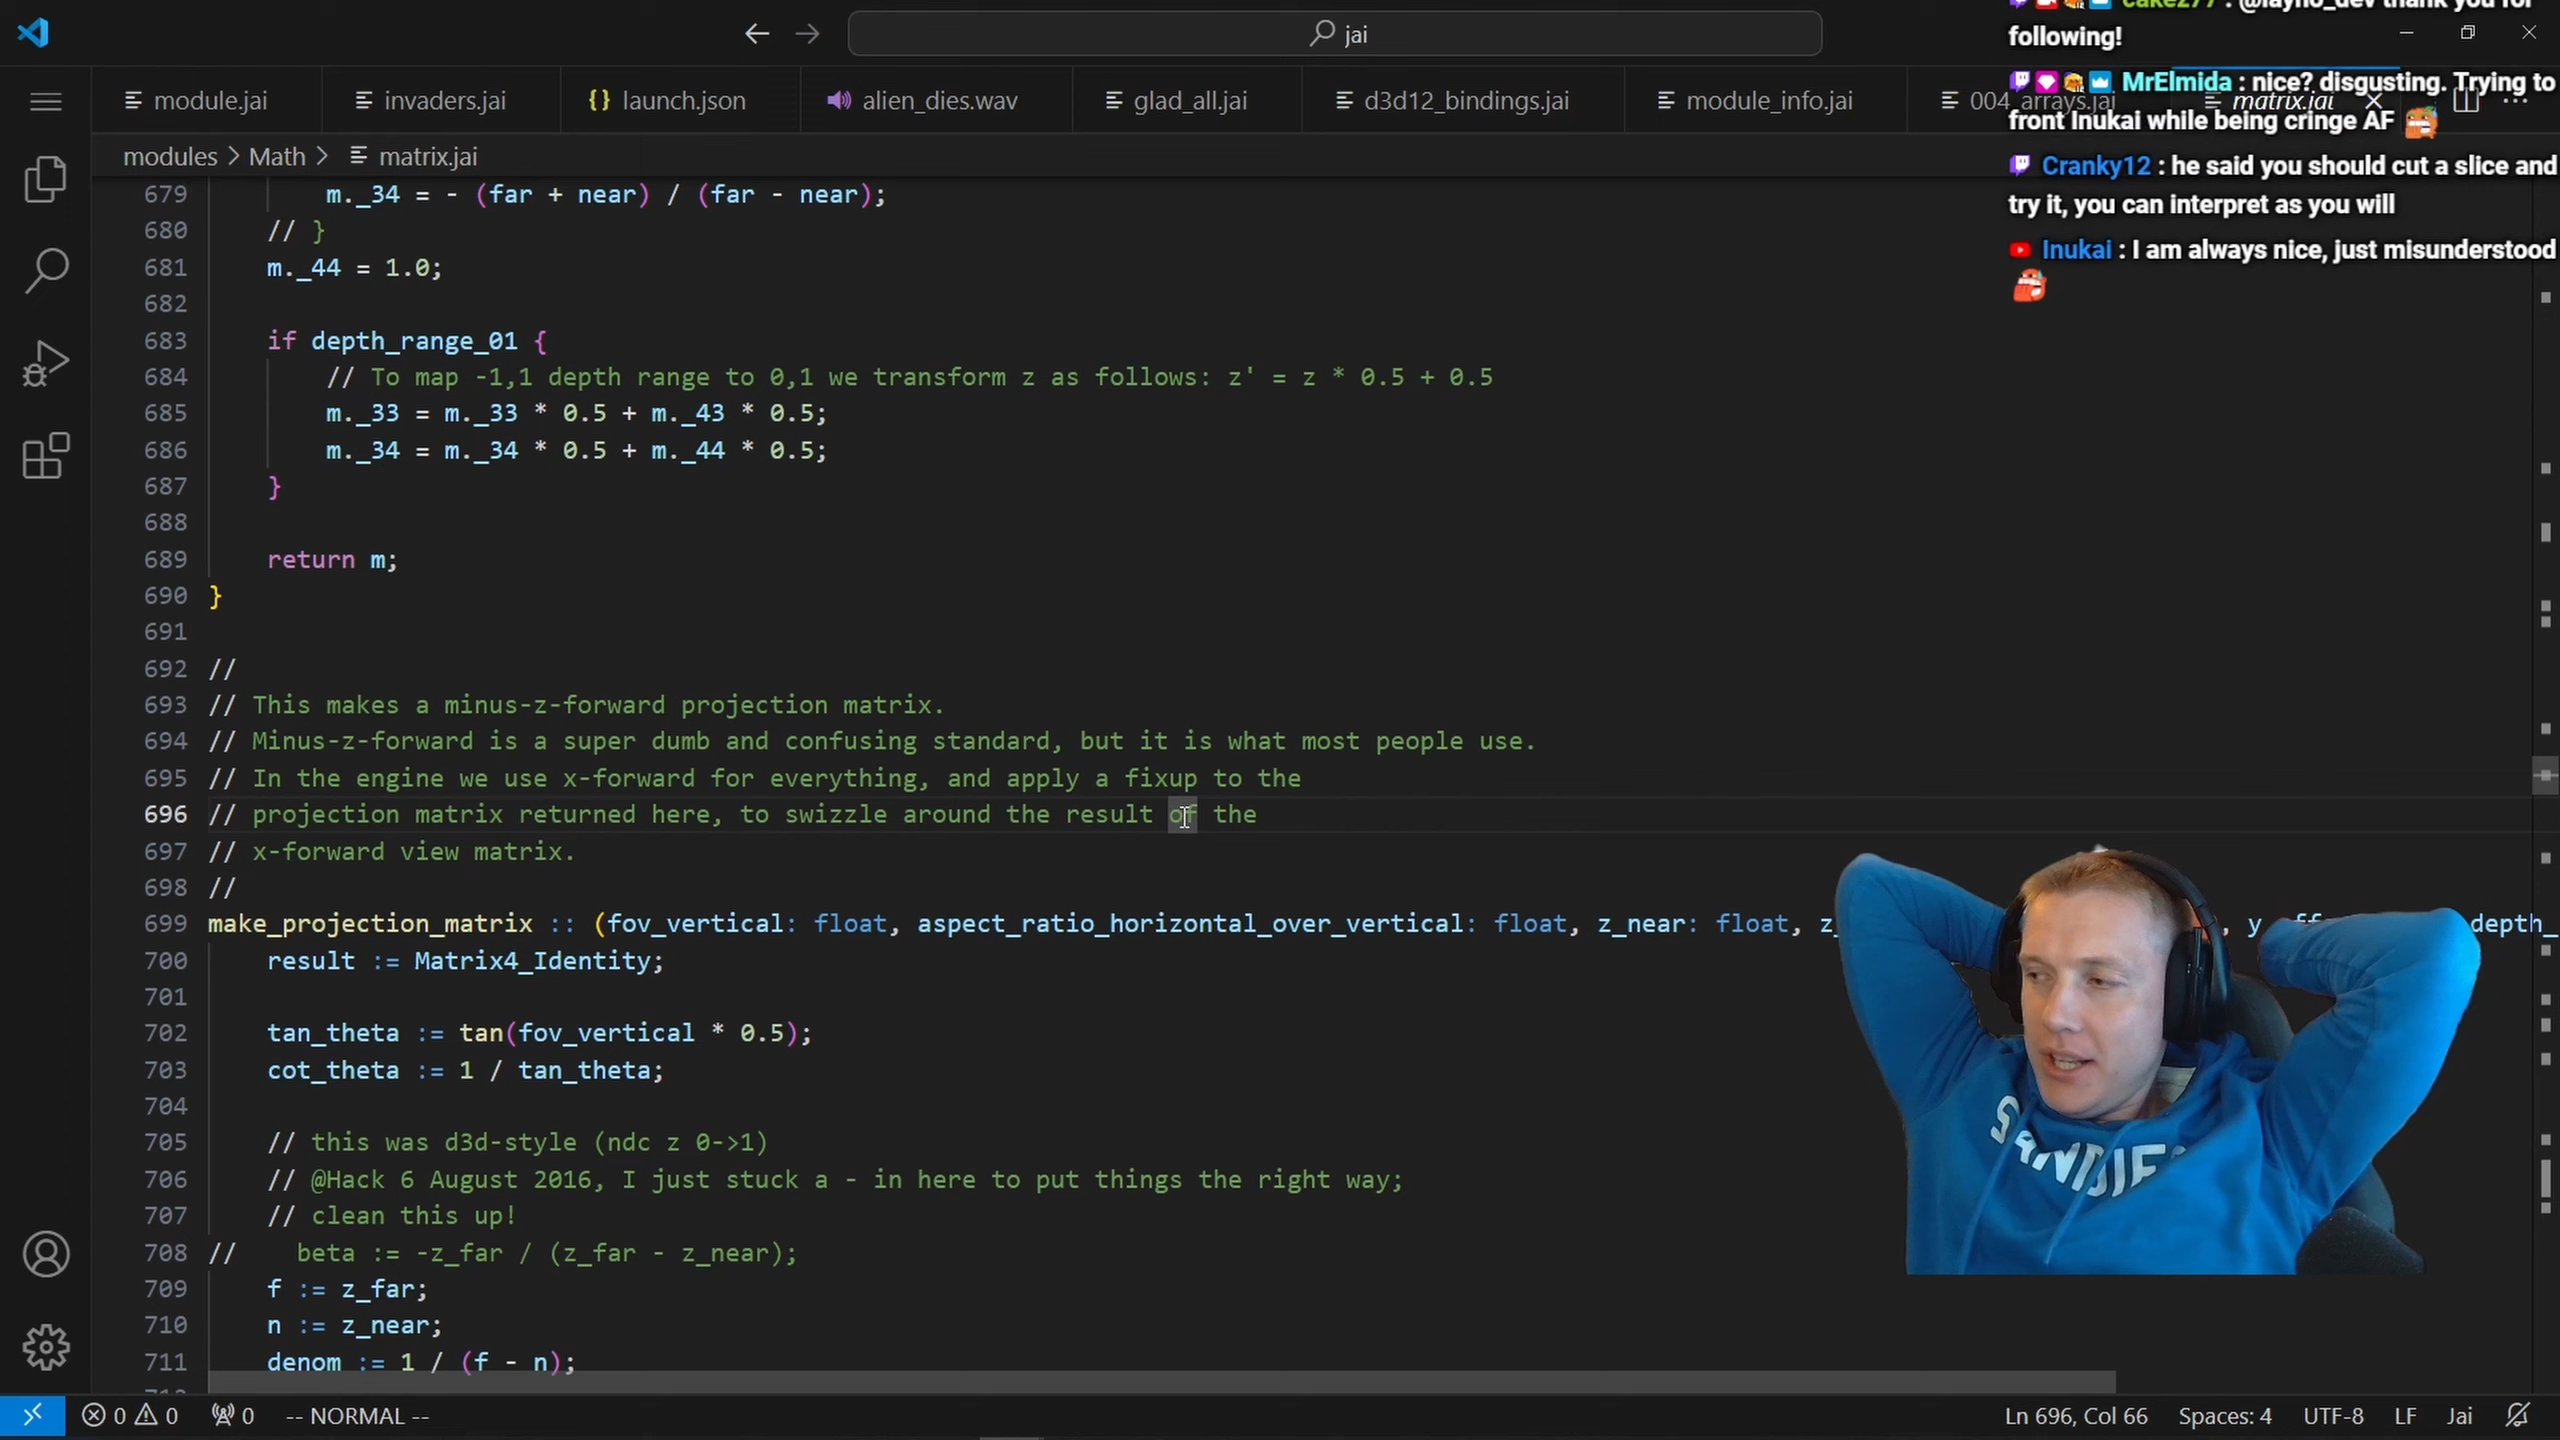 jai
module.jai
invaders.jai
{} launch.json
alien_dies.wav
glad_all.jai
d3d12_bindings.jai
module_info.jai
004_arrays.jai
matrix.jai
modules > Math > matrix.jai
679 m._34 = - (far + near) / (far - near);
680 // }
681 m._44 = 1.0;
682
683 if depth_range_01 {
684 // To map -1,1 depth range to 0,1 we transform z as follows: z' = z * 0.5 + 0.5
685 m._33 = m._33 * 0.5 + m._43 * 0.5;
686 m._34 = m._34 * 0.5 + m._44 * 0.5;
687 }
688
689 return m;
690 }
691
692 //
693 // This makes a minus-z-forward projection matrix.
694 // Minus-z-forward is a super dumb and confusing standard, but it is what most people use.
695 // In the engine we use x-forward for everything, and apply a fixup to the
696 // projection matrix returned here, to swizzle around the result of the
697 // x-forward view matrix.
698 //
699 make_projection_matrix :: (fov_vertical: float, aspect_ratio_horizontal_over_vertical: float, z_near: float, z_ , y depth_
700 result := Matrix4_Identity;
701
702 tan_theta := tan(fov_vertical * 0.5);
703 cot_theta := 1 / tan_theta;
704
705 // this was d3d-style (ndc z 0->1)
706 // @Hack 6 August 2016, I just stuck a - in here to put things the right way;
707 // clean this up!
708 // beta := -z_far / (z_far - z_near);
709 f := z_far;
710 n := z_near;
711 denom := 1 / (f - n);
cakez77 : @layno_dev thank you for
following!
MrElmida : nice? disgusting. Trying to
front Inukai while being cringe AF
Cranky12 : he said you should cut a slice and
try it, you can interpret as you will
Inukai : I am always nice, just misunderstood
SANDIE
0 0 0 -- NORMAL --
Ln 696, Col 66 Spaces: 4 UTF-8 LF Jai